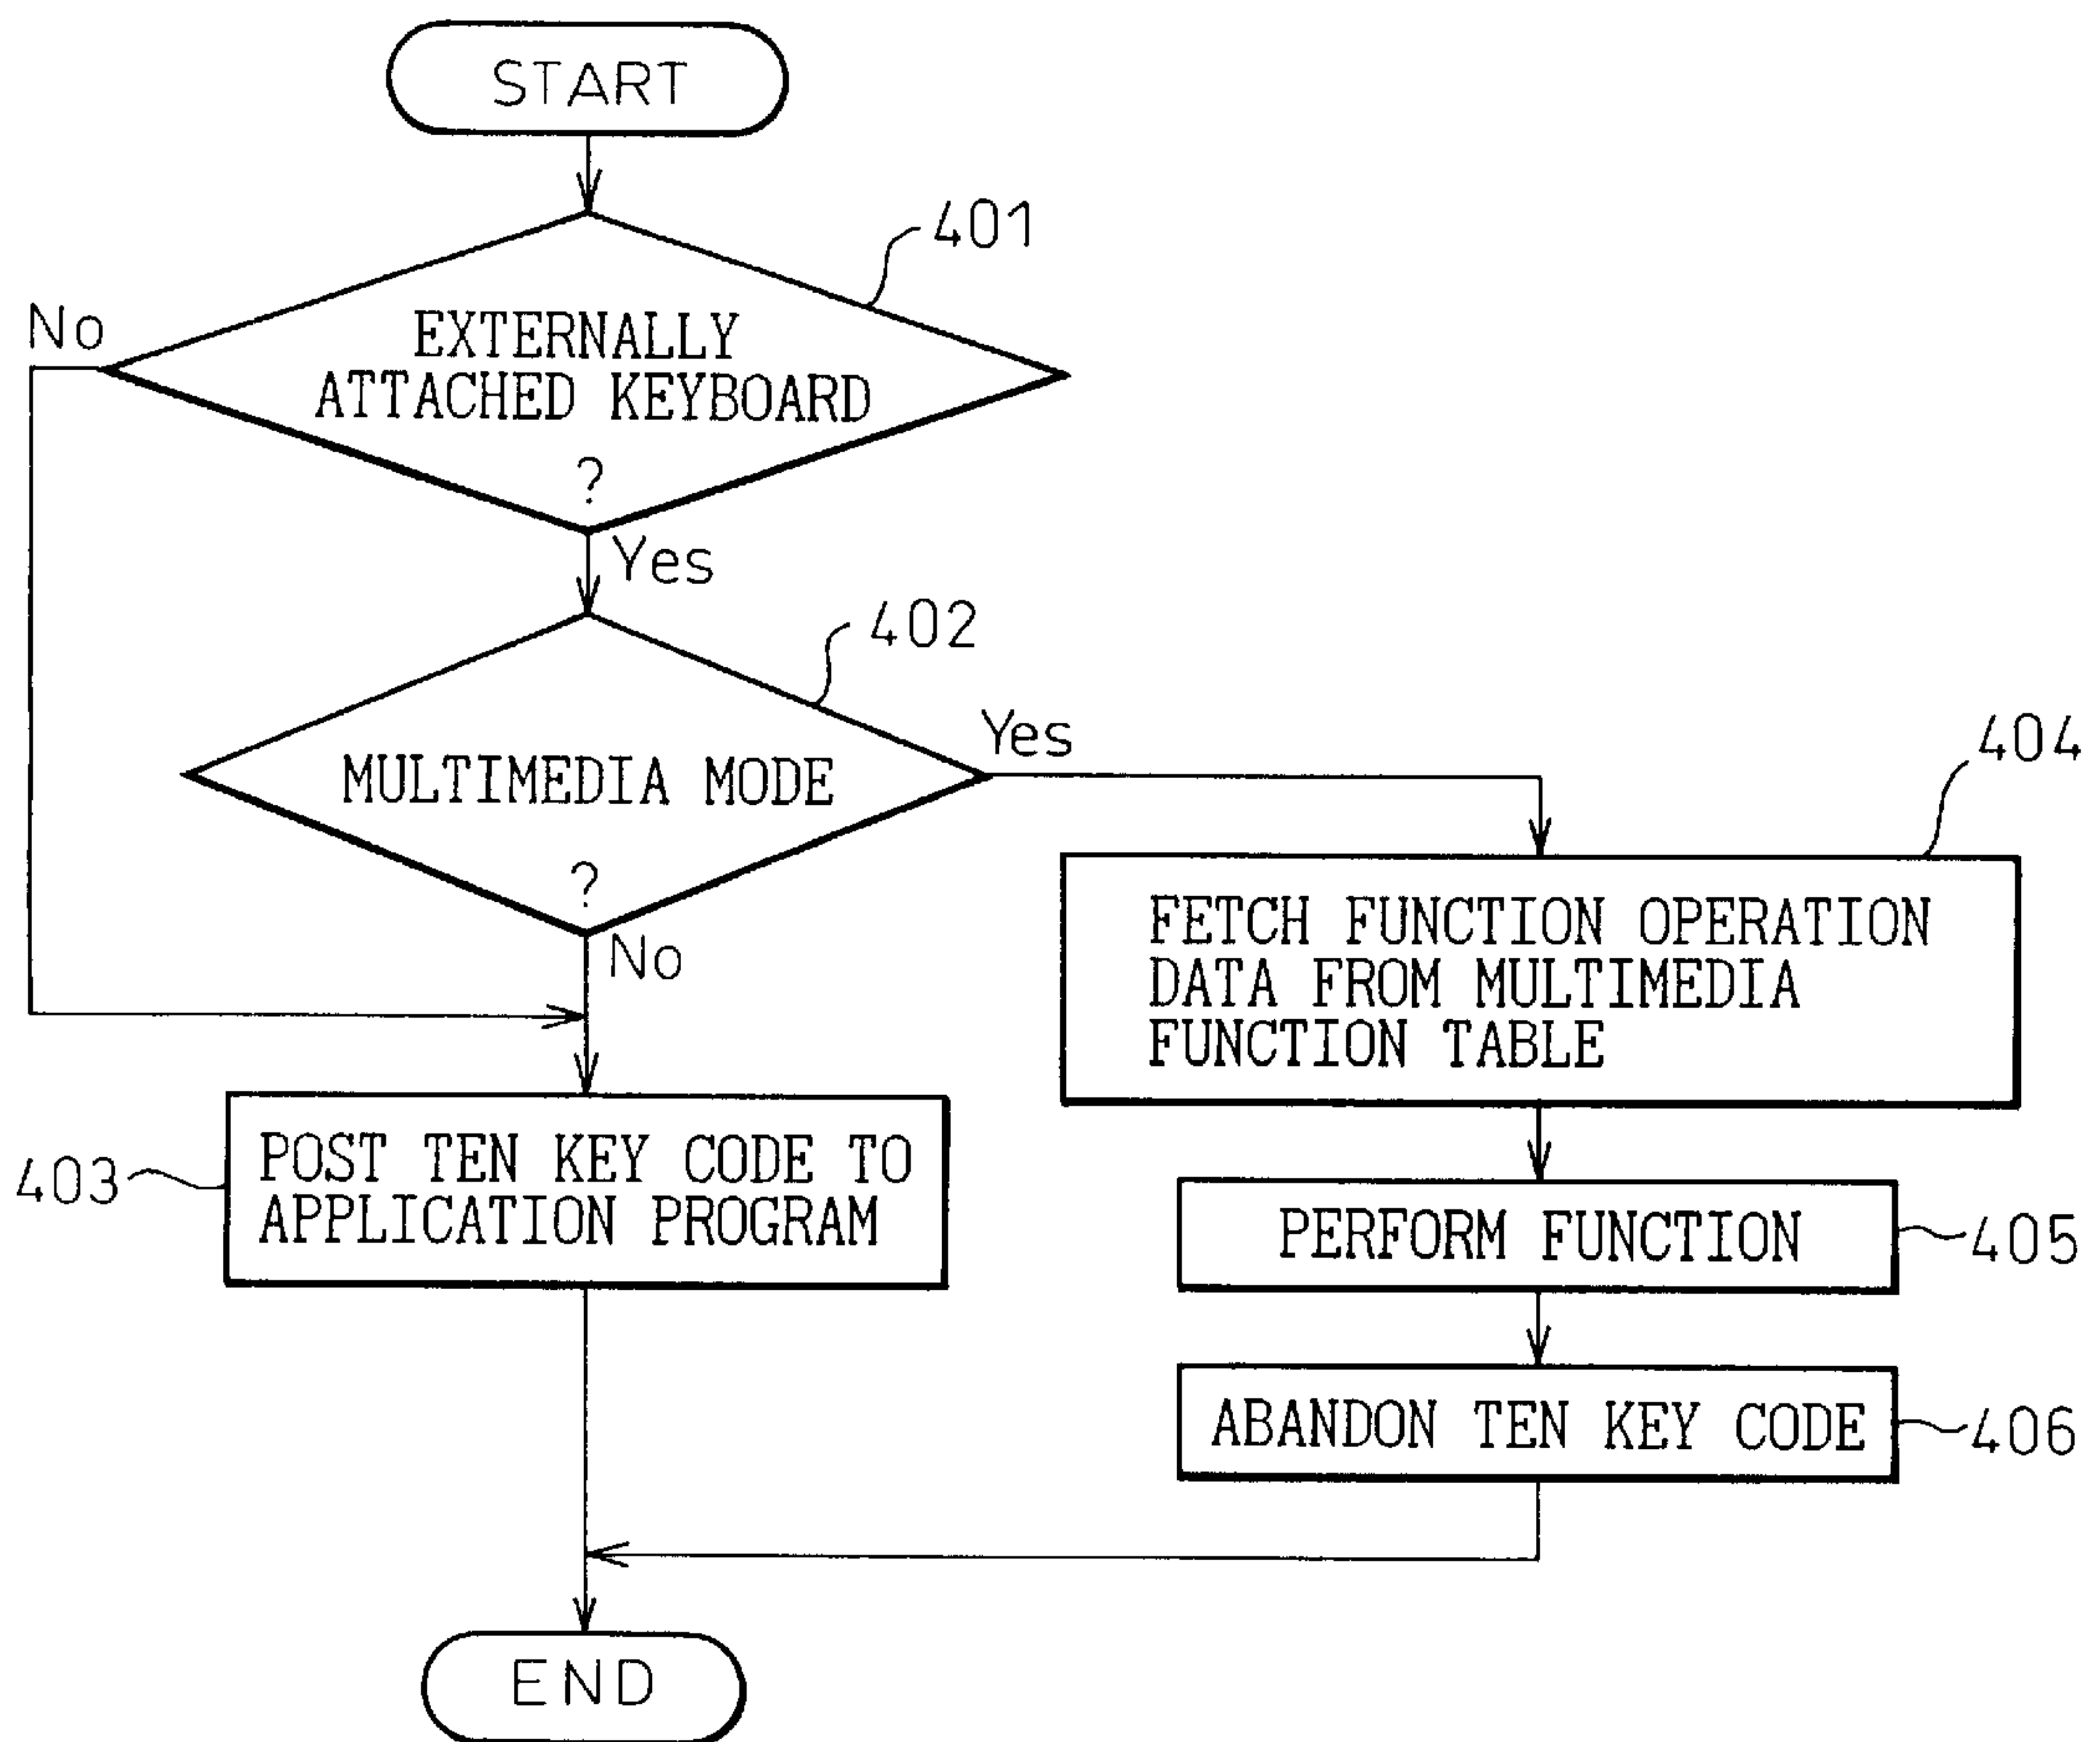 START
401
No
EXTERNALLY
ATTACHED KEYBOARD
?
Yes
402
MULTIMEDIA MODE
?
Yes
No
404
FETCH FUNCTION OPERATION
DATA FROM MULTIMEDIA
FUNCTION TABLE
403
POST TEN KEY CODE TO
APPLICATION PROGRAM
PERFORM FUNCTION
405
ABANDON TEN KEY CODE
406
END